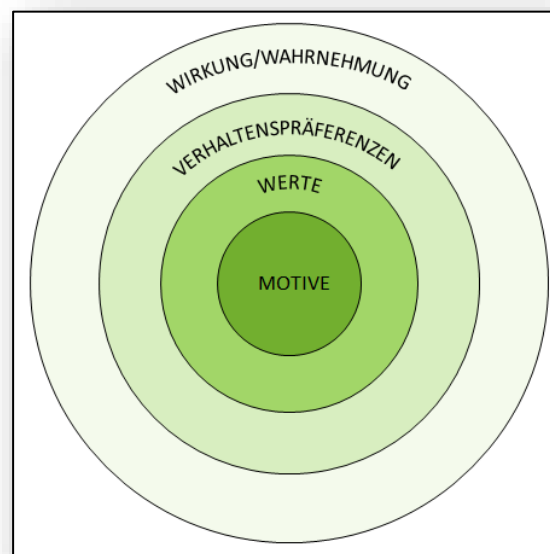 WIRKUNG/WAHRNEHMUNG
VERHALTENSPRÄFERENZEN
WERTE
MOTIVE